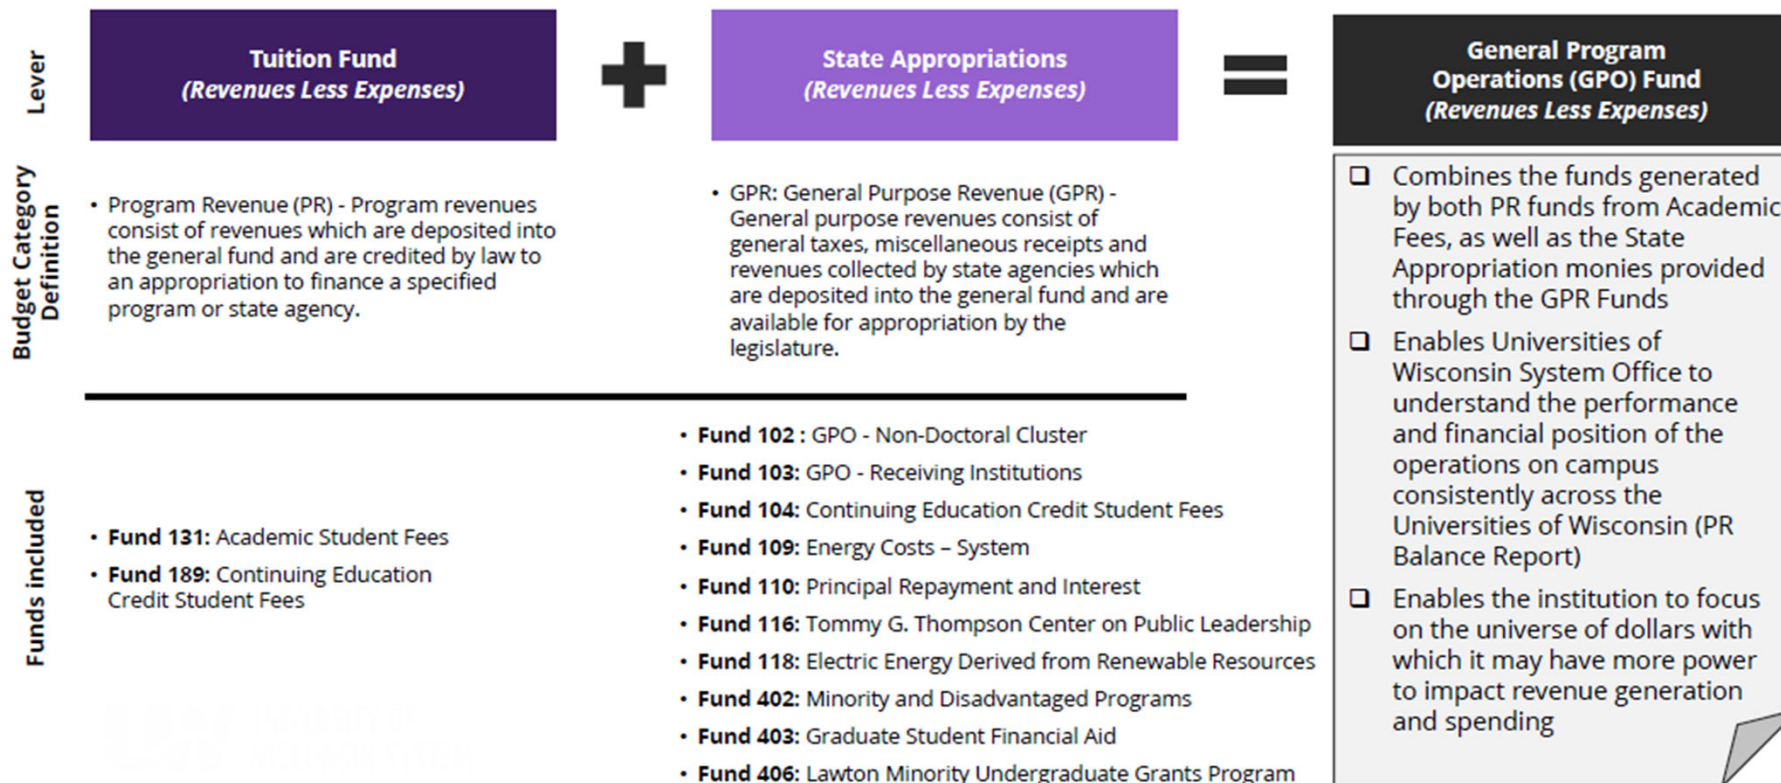 Lever
Tuition Fund
(Revenues Less Expenses)
+
State Appropriations
(Revenues Less Expenses)
=
General Program
Operations (GPO) Fund
(Revenues Less Expenses)
Budget Category
Definition
• Program Revenue (PR) - Program revenues
consist of revenues which are deposited into
the general fund and are credited by law to
an appropriation to finance a specified
program or state agency.
• GPR: General Purpose Revenue (GPR) -
General purpose revenues consist of
general taxes, miscellaneous receipts and
revenues collected by state agencies which
are deposited into the general fund and are
available for appropriation by the
legislature.
Funds included
• Fund 131: Academic Student Fees
• Fund 189: Continuing Education
Credit Student Fees
• Fund 102 : GPO - Non-Doctoral Cluster
• Fund 103: GPO - Receiving Institutions
• Fund 104: Continuing Education Credit Student Fees
• Fund 109: Energy Costs – System
• Fund 110: Principal Repayment and Interest
• Fund 116: Tommy G. Thompson Center on Public Leadership
• Fund 118: Electric Energy Derived from Renewable Resources
• Fund 402: Minority and Disadvantaged Programs
• Fund 403: Graduate Student Financial Aid
• Fund 406: Lawton Minority Undergraduate Grants Program
❑ Combines the funds generated
by both PR funds from Academic
Fees, as well as the State
Appropriation monies provided
through the GPR Funds
❑ Enables Universities of
Wisconsin System Office to
understand the performance
and financial position of the
operations on campus
consistently across the
Universities of Wisconsin (PR
Balance Report)
❑ Enables the institution to focus
on the universe of dollars with
which it may have more power
to impact revenue generation
and spending